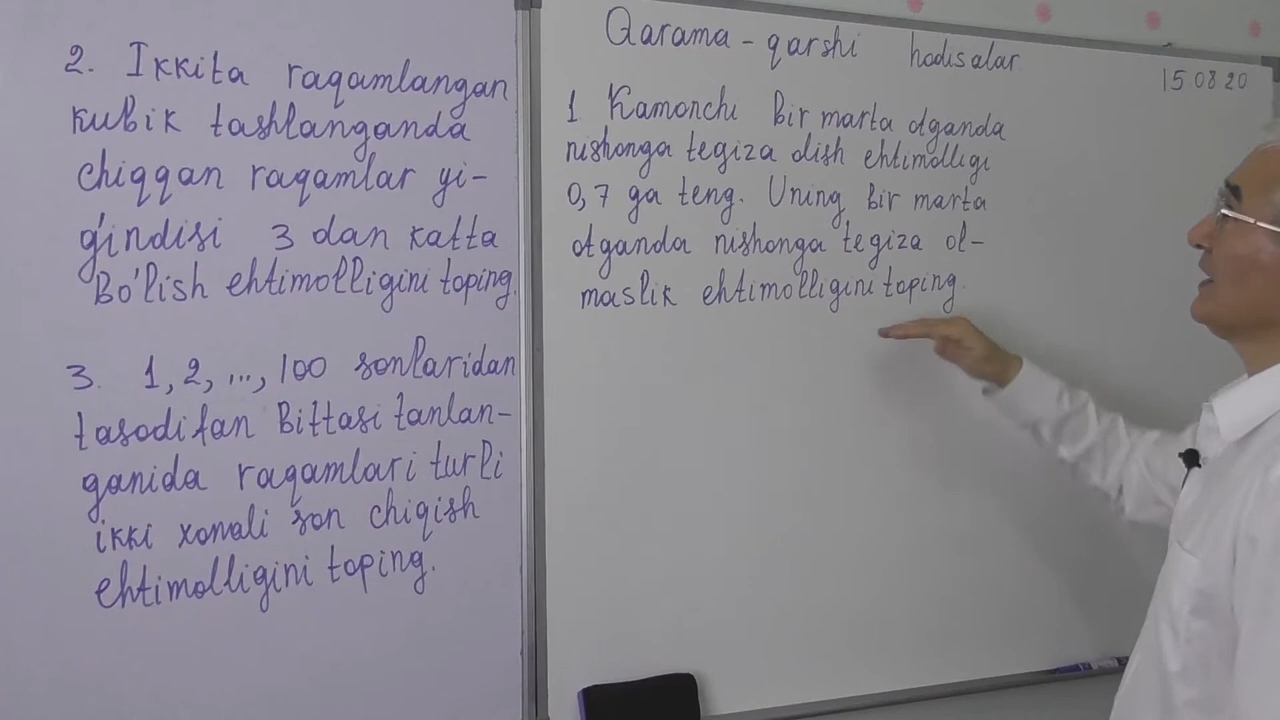 2. Ikkita raqamlangan
kubik tashlanganda
chiqqan raqamlar yi-
g'indisi 3 dan katta
Bo'lish ehtimolligini toping.
3. 1, 2, ..., 100 sonlaridan
tasodifan Bittasi tanlan-
ganida raqamlari turli
ikki xonali son chiqish
ehtimolligini toping.
Qarama-qarshi hodisalar
15.08.20
1 Kamonchi Bir marta otganda
nishonga tegiza olish ehtimolligi
0,7 ga teng. Uning bir marta
otganda nishonga tegiza ol-
maslik ehtimolligini toping.